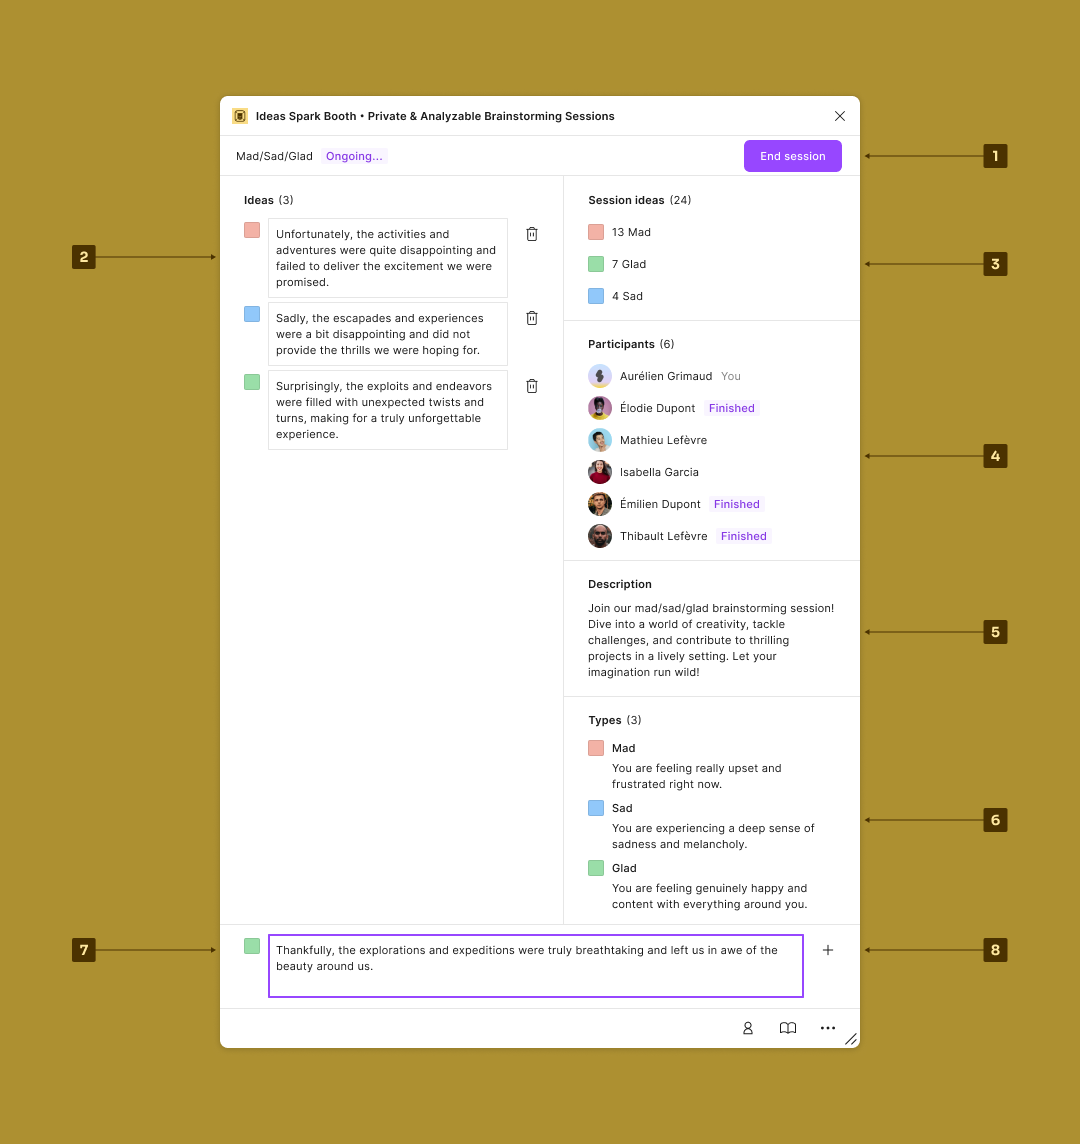 Ideas Spark Booth • Private & Analyzable Brainstorming Sessions
Mad/Sad/Glad Ongoing... End session
1
Ideas (3)
2
Unfortunately, the activities and
adventures were quite disappointing and
failed to deliver the excitement we were
promised.
Sadly, the escapades and experiences
were a bit disappointing and did not
provide the thrills we were hoping for.
Surprisingly, the exploits and endeavors
were filled with unexpected twists and
turns, making for a truly unforgettable
experience.
Session ideas (24)
13 Mad
7 Glad
4 Sad
3
Participants (6)
Aurélien Grimaud You
Élodie Dupont Finished
Mathieu Lefèvre
Isabella Garcia
Émilien Dupont Finished
Thibault Lefèvre Finished
4
Description
Join our mad/sad/glad brainstorming session!
Dive into a world of creativity, tackle
challenges, and contribute to thrilling
projects in a lively setting. Let your
imagination run wild!
5
Types (3)
Mad
You are feeling really upset and
frustrated right now.
Sad
You are experiencing a deep sense of
sadness and melancholy.
Glad
You are feeling genuinely happy and
content with everything around you.
6
7
Thankfully, the explorations and expeditions were truly breathtaking and left us in awe of the
beauty around us.
8